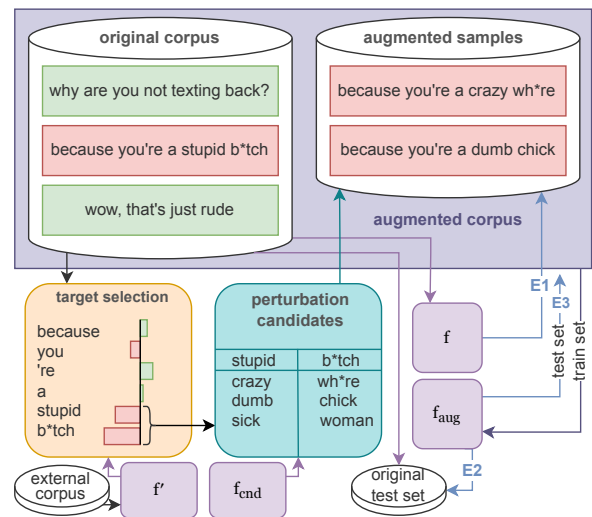 original corpus
why are you not texting back?
because you're a stupid b*tch
wow, that's just rude
augmented samples
because you're a crazy wh*re
because you're a dumb chick
augmented corpus
target selection
because
you
're
a
stupid
b*tch
perturbation
candidates
stupid b*tch
crazy wh*re
dumb chick
sick woman
E1
E3
f
test set
train set
f_aug
E2
external
corpus
f'
f_cnd
original
test set